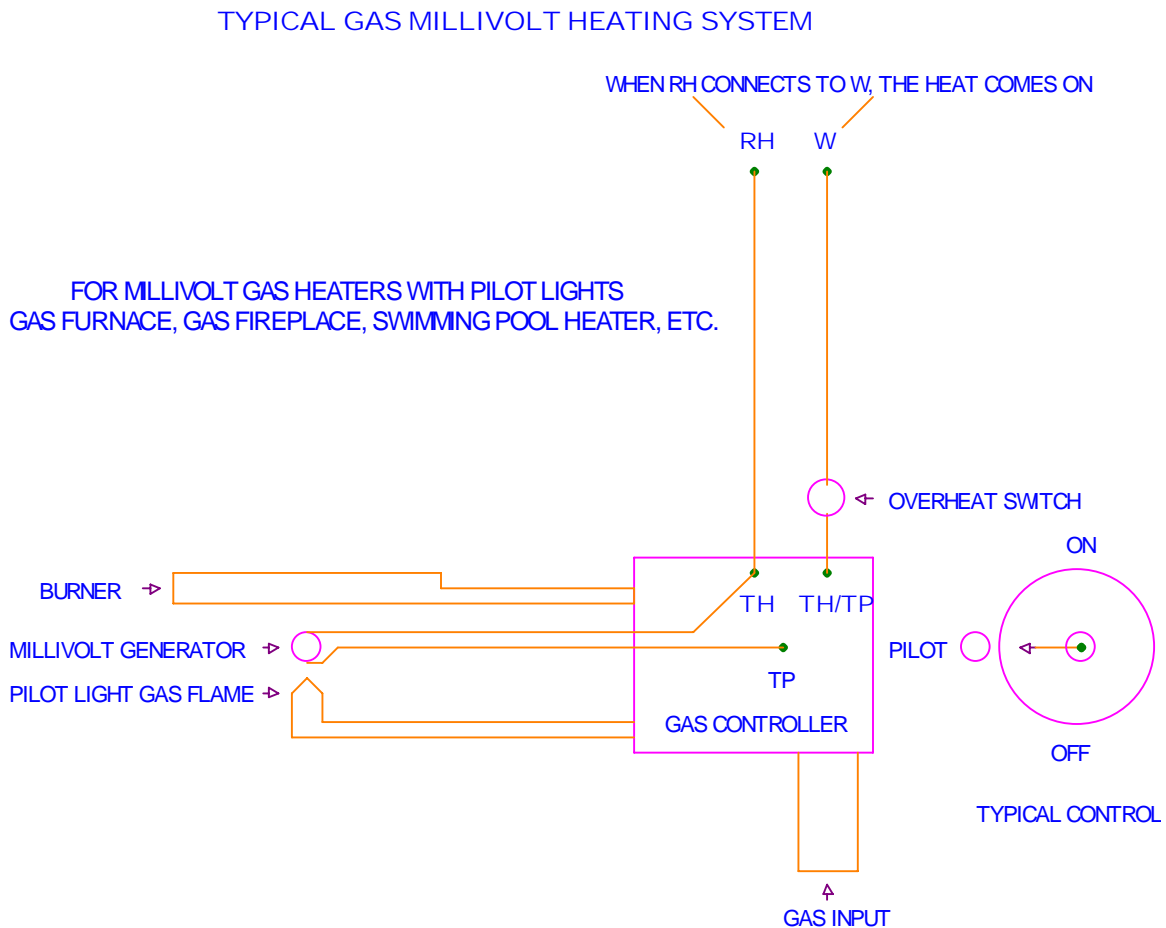 TYPICAL GAS MILLIVOLT HEATING SYSTEM
WHEN RH CONNECTS TO W, THE HEAT COMES ON
RH W
FOR MILLIVOLT GAS HEATERS WITH PILOT LIGHTS
GAS FURNACE, GAS FIREPLACE, SWIMMING POOL HEATER, ETC.
OVERHEAT SWITCH
ON
BURNER
TH TH/TP
MILLIVOLT GENERATOR
PILOT
TP
PILOT LIGHT GAS FLAME
GAS CONTROLLER
OFF
TYPICAL CONTROL
GAS INPUT